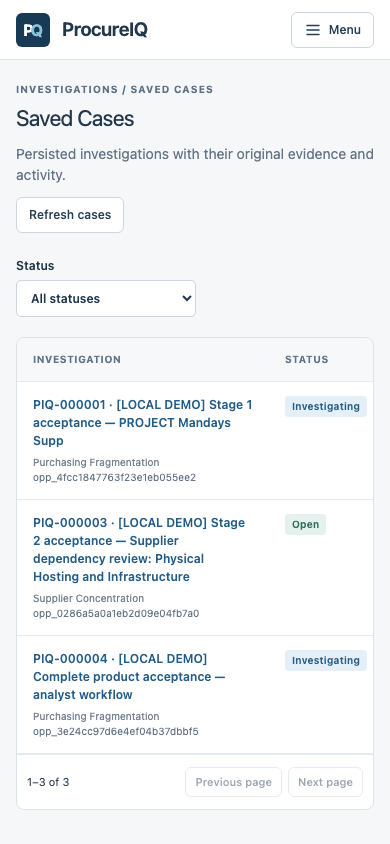 PQ ProcureIQ Menu
INVESTIGATIONS / SAVED CASES
Saved Cases
Persisted investigations with their original evidence and
activity.
Refresh cases
Status
All statuses
INVESTIGATION STATUS
PIQ-000001 · [LOCAL DEMO] Stage 1 Investigating
acceptance — PROJECT Mandays
Supp
Purchasing Fragmentation
opp_4fcc1847763f23e1eb055ee2
PIQ-000003 · [LOCAL DEMO] Stage Open
2 acceptance — Supplier
dependency review: Physical
Hosting and Infrastructure
Supplier Concentration
opp_0286a5a0a1eb2d09e04fb7a0
PIQ-000004 · [LOCAL DEMO] Investigating
Complete product acceptance —
analyst workflow
Purchasing Fragmentation
opp_3e24cc97d6e4ef04b37dbbf5
1–3 of 3 Previous page Next page